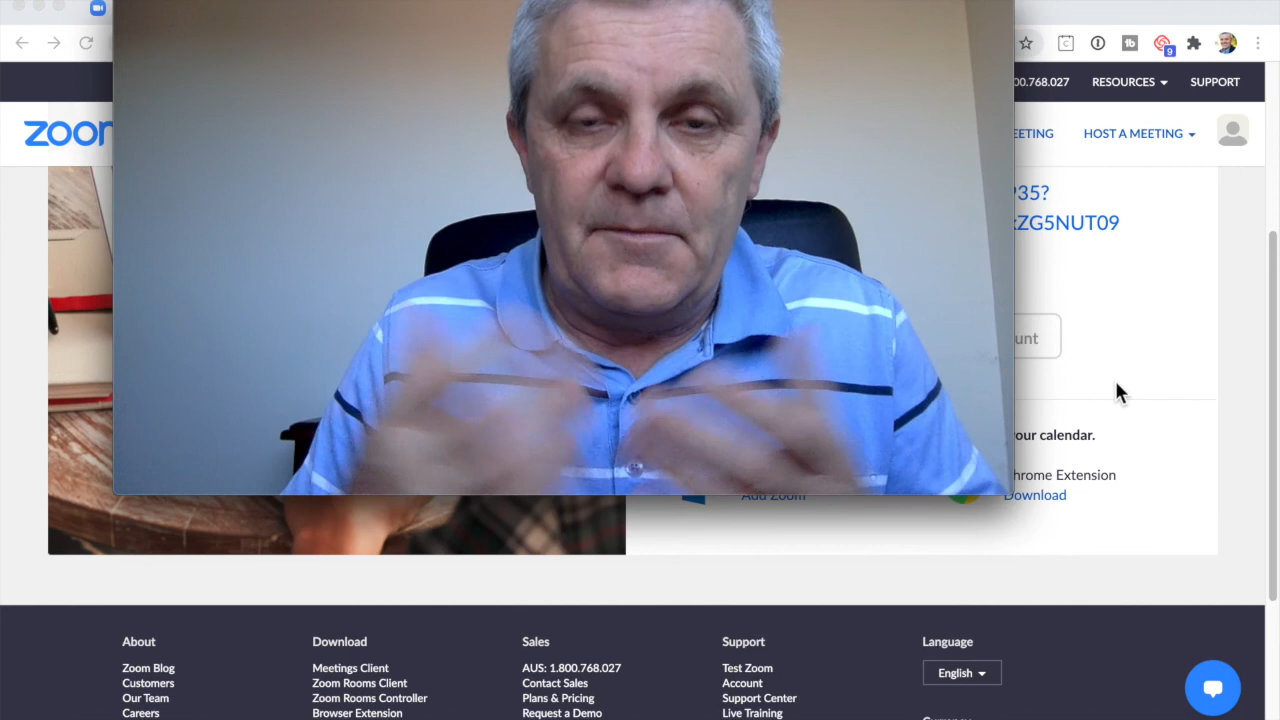 9
00.768.027 RESOURCES SUPPORT
zoom
EETING HOST A MEETING
35?
ZG5NUT09
unt
our calendar.
hrome Extension
Add Zoom
Download
About Download Sales Support Language
Zoom Blog Meetings Client AUS: 1.800.768.027 Test Zoom English
Customers Zoom Rooms Client Contact Sales Account
Our Team Zoom Rooms Controller Plans & Pricing Support Center
Careers Browser Extension Request a Demo Live Training